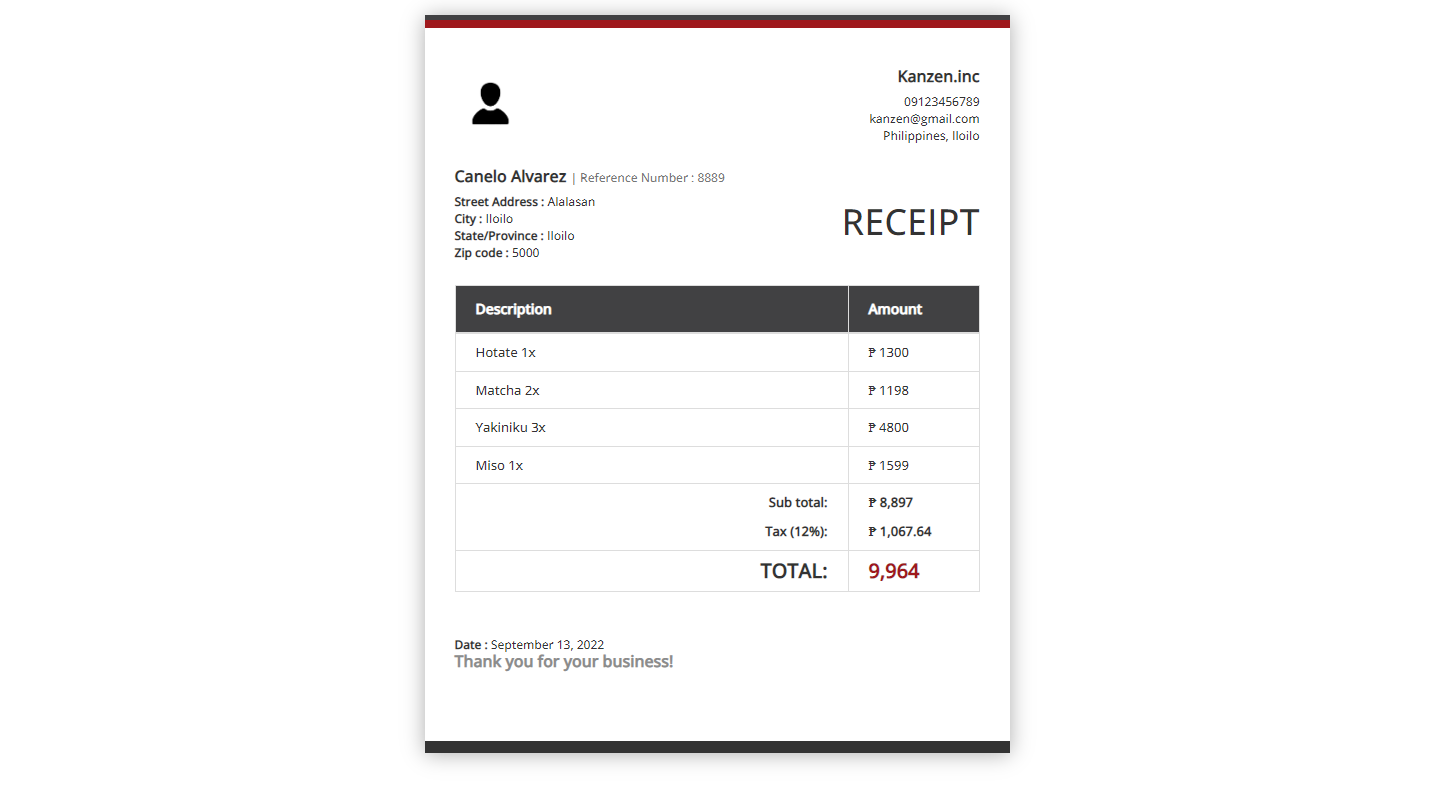 Kanzen.inc
09123456789
kanzen@gmail.com
Philippines, Iloilo
Canelo Alvarez | Reference Number : 8889
Street Address : Alalasan
City : Iloilo
State/Province : Iloilo
Zip code : 5000
RECEIPT
Description Amount
Hotate 1x ₱ 1300
Matcha 2x ₱ 1198
Yakiniku 3x ₱ 4800
Miso 1x ₱ 1599
Sub total: ₱ 8,897
Tax (12%): ₱ 1,067.64
TOTAL: 9,964
Date : September 13, 2022
Thank you for your business!